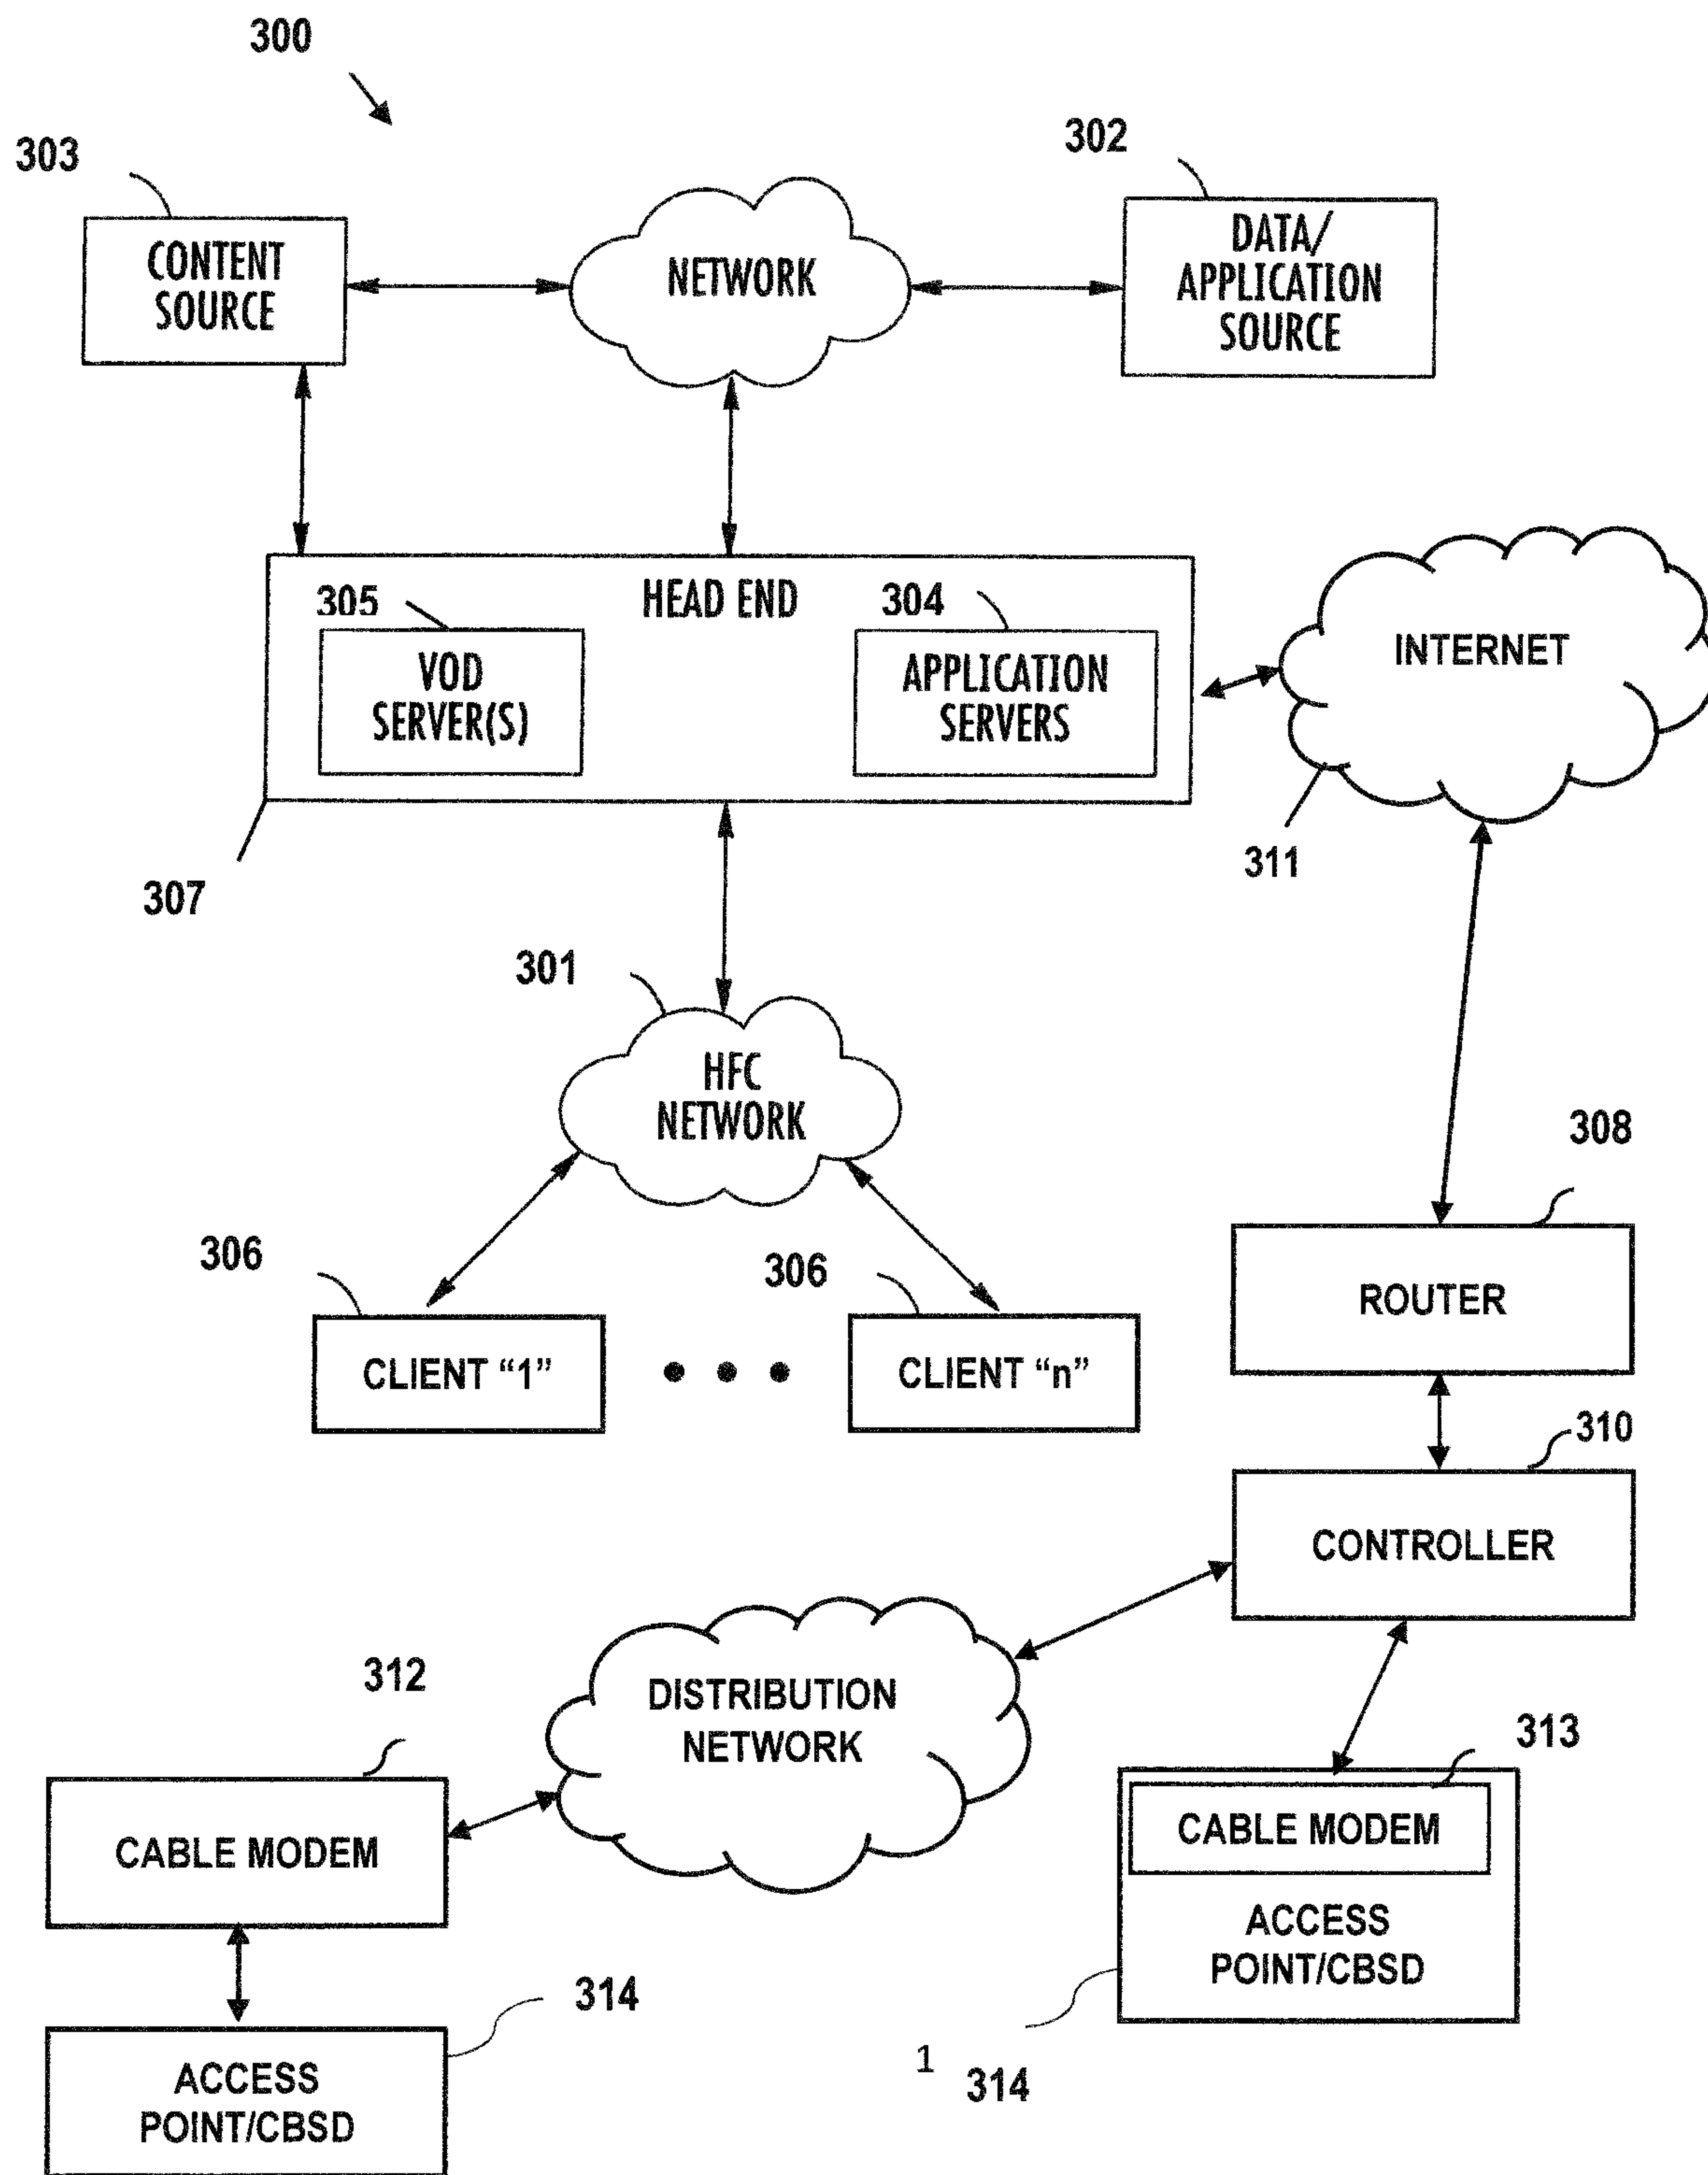 300
303
302
CONTENT
SOURCE
NETWORK
DATA/
APPLICATION
SOURCE
HEAD END
305
304
VOD
SERVER(S)
APPLICATION
SERVERS
INTERNET
311
307
301
HFC
NETWORK
308
306
306
ROUTER
CLIENT “1”
CLIENT “n”
310
CONTROLLER
312
DISTRIBUTION
NETWORK
313
CABLE MODEM
CABLE MODEM
ACCESS
POINT/CBSD
314
1
314
ACCESS
POINT/CBSD